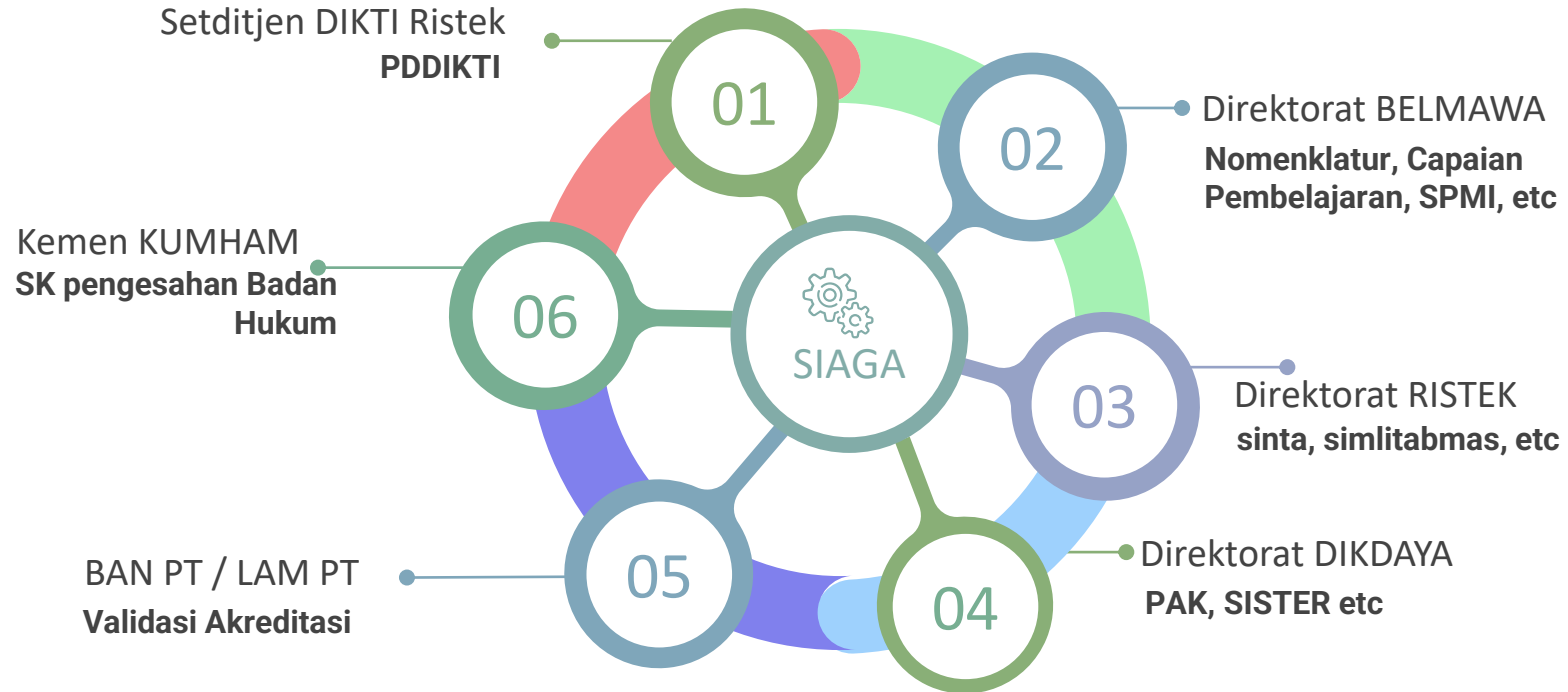 Setditjen DIKTI Ristek
PDDIKTI
01
02
Direktorat BELMAWA
Nomenklatur, Capaian
Pembelajaran, SPMI, etc
Kemen KUMHAM
SK pengesahan Badan
Hukum
06
SIAGA
03
Direktorat RISTEK
sinta, simlitabmas, etc
BAN PT / LAM PT
Validasi Akreditasi
05
04
Direktorat DIKDAYA
PAK, SISTER etc